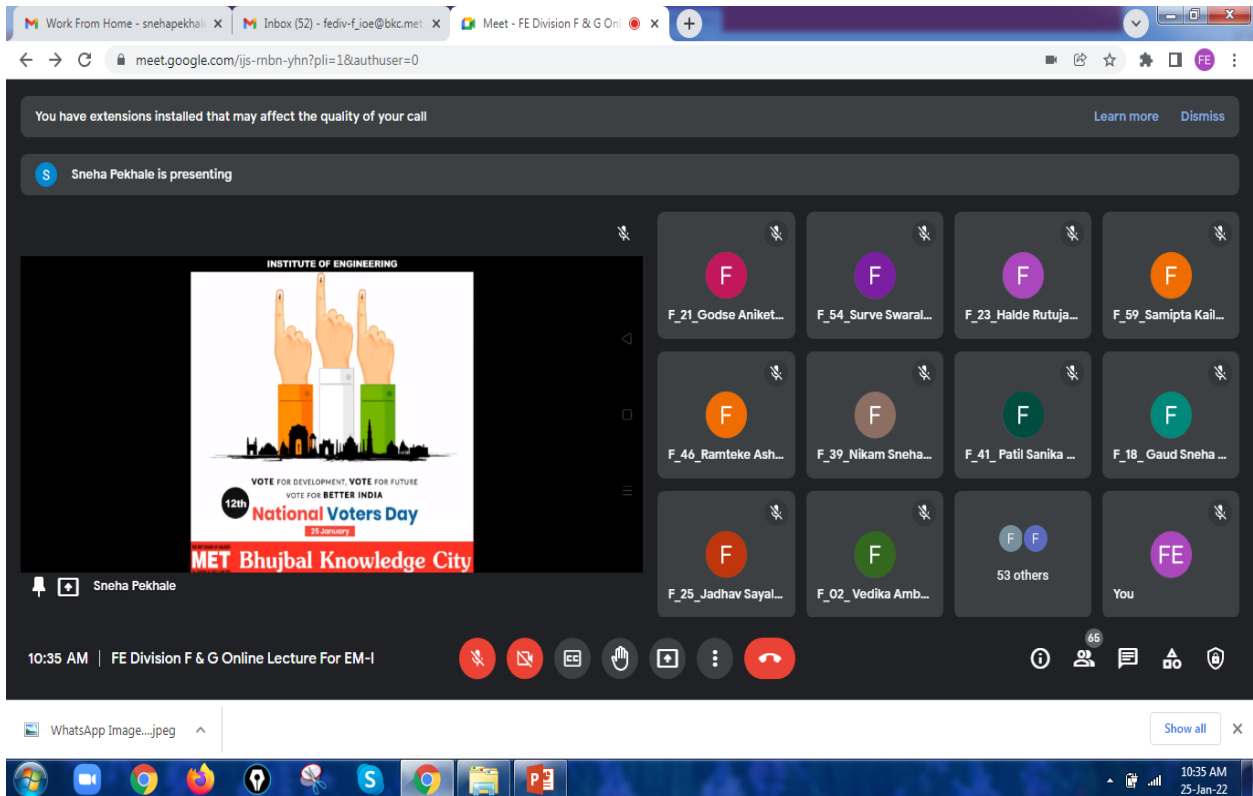 Work From Home - snehapekhal
Inbox (52) - fediv-f_ioe@bkc.met
Meet - FE Division F & G Onl
meet.google.com/ijs-rnbn-yhn?pli=1&authuser=0
FE
You have extensions installed that may affect the quality of your call
Learn more Dismiss
S Sneha Pekhale is presenting
INSTITUTE OF ENGINEERING
VOTE FOR DEVELOPMENT, VOTE FOR FUTURE
VOTE FOR BETTER INDIA
12th
National Voters Day
25 January
MET Bhujbal Knowledge City
Sneha Pekhale
F F F F
F_21_Godse Aniket... F_54_Surve Swaral... F_23_Halde Rutuja... F_59_Samipta Kail...
F F F F
F_46_Ramteke Ash... F_39_Nikam Sneha... F_41_ Patil Sanika ... F_18_ Gaud Sneha ...
F F F F FE
F_25_Jadhav Sayal... F_02_ Vedika Amb... 53 others You
10:35 AM | FE Division F & G Online Lecture For EM-I
CC
65
WhatsApp Image....jpeg
Show all
S
P
10:35 AM
25-Jan-22